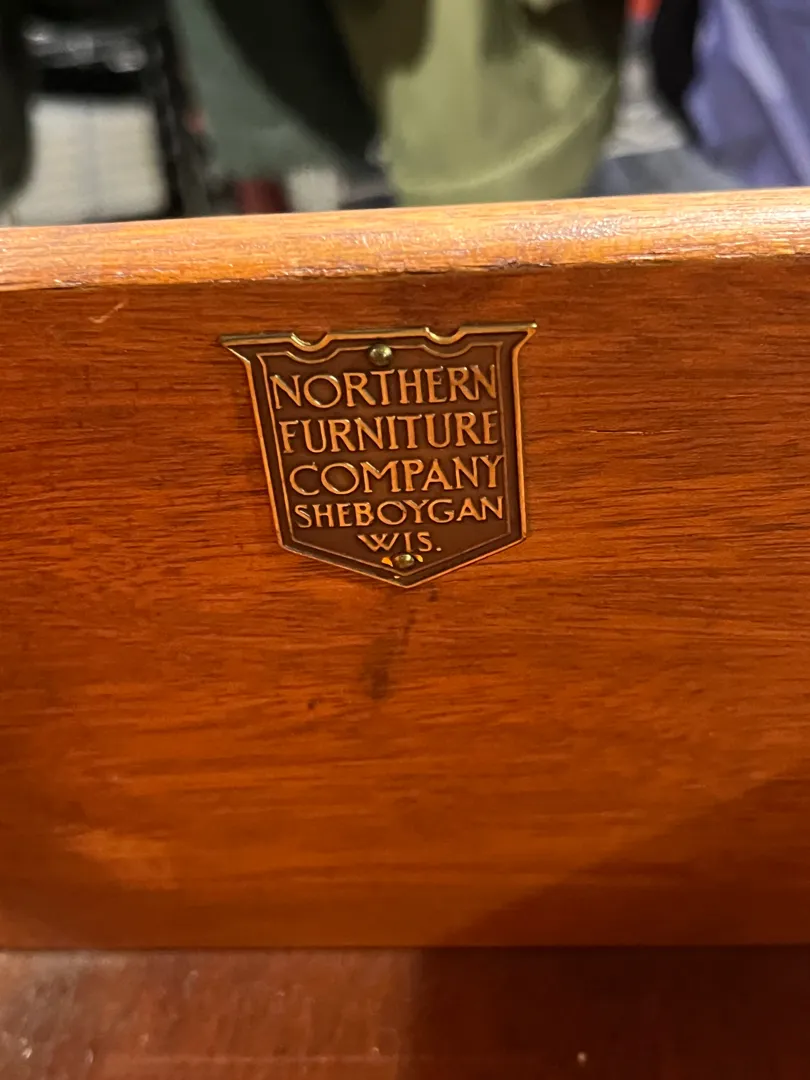 NORTHERN
FURNITURE
COMPANY
SHEBOYGAN
WIS.